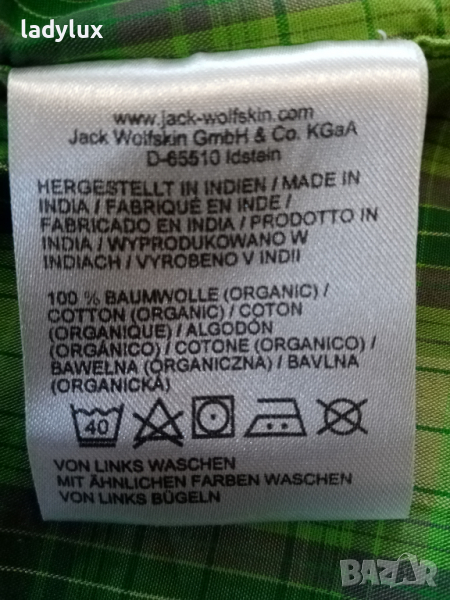 ladylux
www.jack-wolfskin.com
Jack Wolfskin GmbH & Co. KGaA
D-65510 Idstein
HERGESTELLT IN INDIEN / MADE IN
INDIA / FABRIQUÉ EN INDE /
FABRICADO EN INDIA / PRODOTTO IN
INDIA / WYPRODUKOWANO W
INDIACH / VYROBENO V INDII
100 % BAUMWOLLE (ORGANIC) /
COTTON (ORGANIC) / COTON
(ORGANIQUE) / ALGODÓN
(ORGÁNICO) / COTONE (ORGANICO) /
BAWEŁNA (ORGANICZNA) / BAVLNA
(ORGANICKÁ)
40
VON LINKS WASCHEN
MIT ÄHNLICHEN FARBEN WASCHEN
VON LINKS BÜGELN
BAZAR